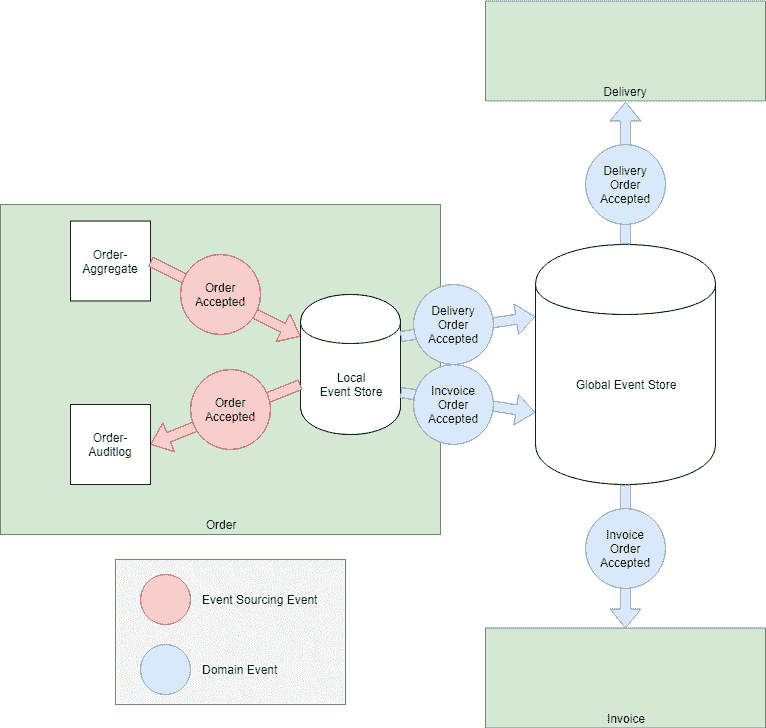 Delivery
Delivery
Order
Accepted
Order-
Aggregate
Order
Accepted
Delivery
Order
Accepted
Local
Event Store
Global Event Store
Order
Accepted
Incvoice
Order
Accepted
Order-
Auditlog
Order
Invoice
Order
Accepted
Event Sourcing Event
Domain Event
Invoice